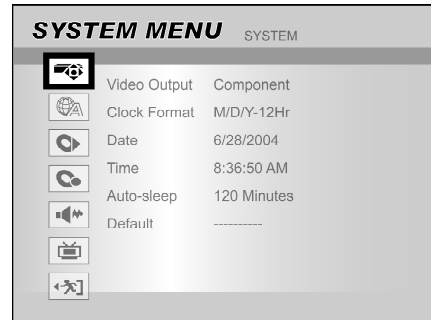 SYSTEM MENU SYSTEM
A
Video Output Component
Clock Format M/D/Y-12Hr
Date 6/28/2004
Time 8:36:50 AM
Auto-sleep 120 Minutes
Default ----------